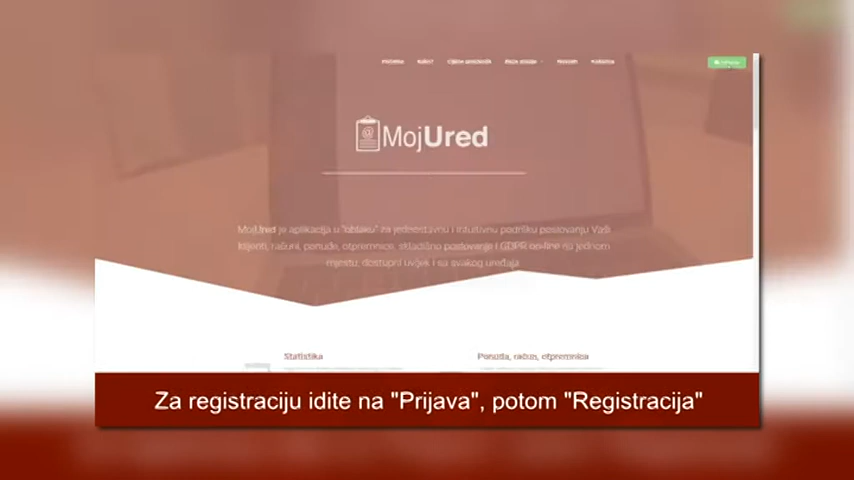 MojUred
MojUred je aplikacija u "oblaku" za jednostavnu i intuitivnu podršku poslovanju Vaši
klijenti, računi, ponude, otpremnice, skladišno poslovanje i GDPR on-line na jednom
mjestu, dostupni uvijek i sa svakog uređaja.
Statistika
Ponuda, račun, otpremnica
Za registraciju idite na "Prijava", potom "Registracija"